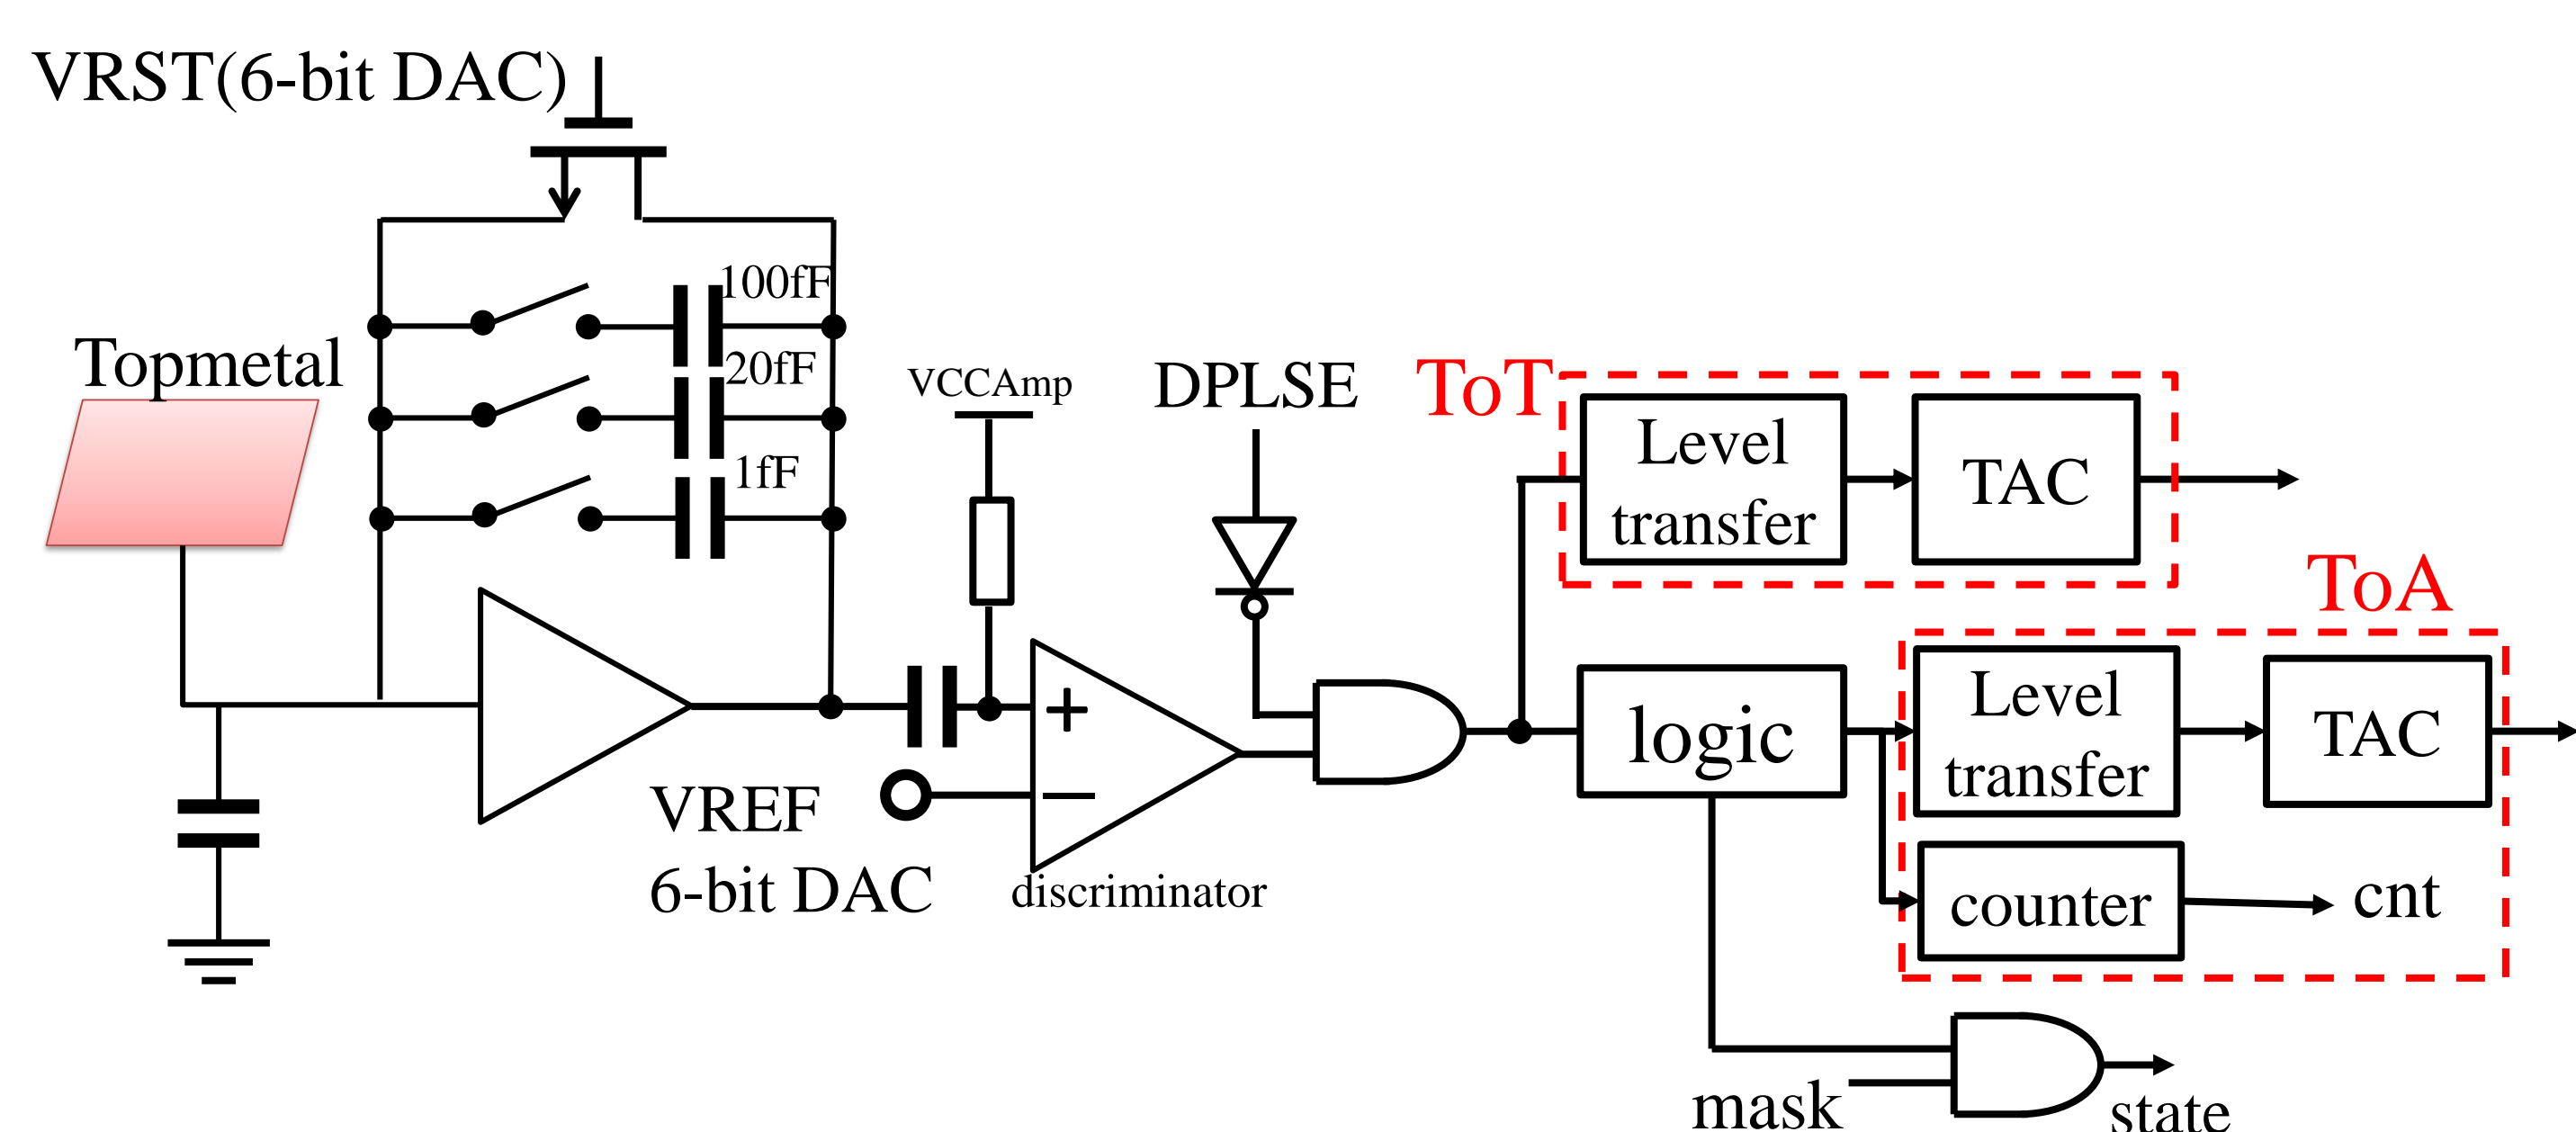 VRST(6-bit DAC)
100fF
20fF
1fF
Topmetal
VCCAmp
DPLSE
ToT
Level
transfer
TAC
ToA
+
−
VREF
6-bit DAC
discriminator
logic
Level
transfer
TAC
counter
cnt
mask
state